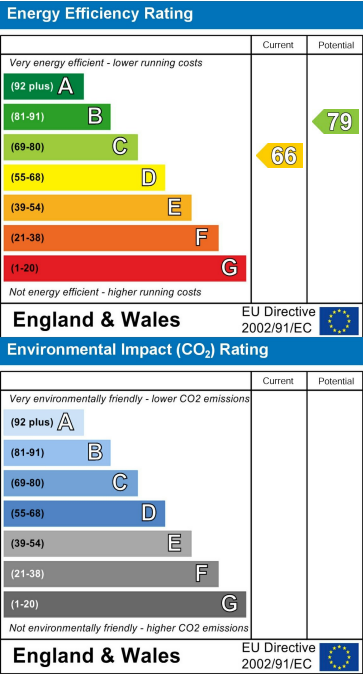 Energy Efficiency Rating
Current Potential
Very energy efficient - lower running costs
(92 plus) A
(81-91) B
79
(69-80) C
66
(55-68) D
(39-54) E
(21-38) F
(1-20) G
Not energy efficient - higher running costs
England & Wales
EU Directive
2002/91/EC
Environmental Impact (CO₂) Rating
Current Potential
Very environmentally friendly - lower CO2 emissions
(92 plus) A
(81-91) B
(69-80) C
(55-68) D
(39-54) E
(21-38) F
(1-20) G
Not environmentally friendly - higher CO2 emissions
England & Wales
EU Directive
2002/91/EC